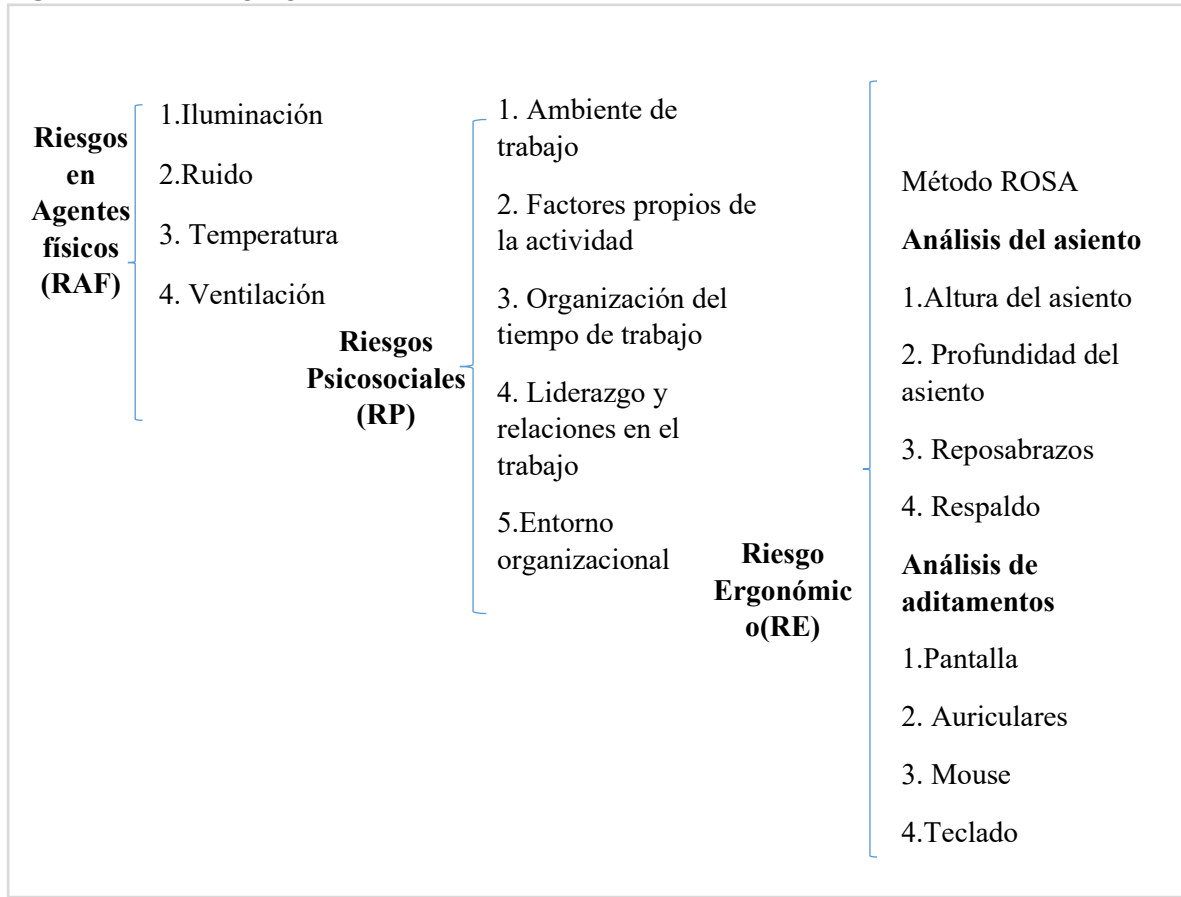 Riesgos
en
Agentes
físicos
(RAF)
1.Iluminación
2.Ruido
3. Temperatura
4. Ventilación
Riesgos
Psicosociales
(RP)
1. Ambiente de
trabajo
2. Factores propios de
la actividad
3. Organización del
tiempo de trabajo
4. Liderazgo y
relaciones en el
trabajo
5.Entorno
organizacional
Riesgo
Ergonómic
o(RE)
Método ROSA
Análisis del asiento
1.Altura del asiento
2. Profundidad del
asiento
3. Reposabrazos
4. Respaldo
Análisis de
aditamentos
1.Pantalla
2. Auriculares
3. Mouse
4.Teclado